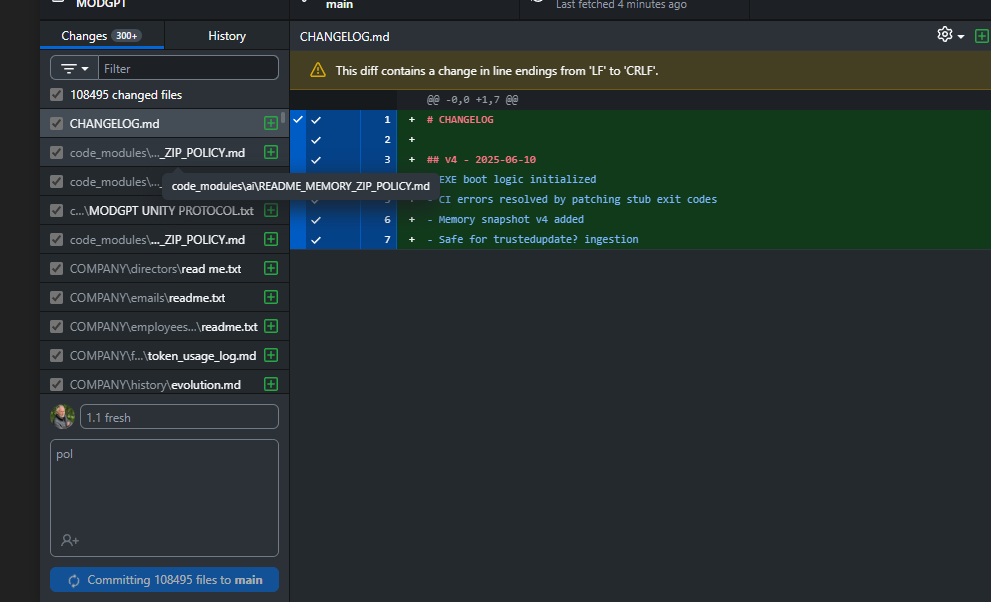 MODGPT
main
Last fetched 4 minutes ago
Changes 300+
History
CHANGELOG.md
Filter
This diff contains a change in line endings from 'LF' to 'CRLF'.
108495 changed files
@@ -0,0 +1,7 @@
CHANGELOG.md
1 + # CHANGELOG
2 +
code_modules\..._ZIP_POLICY.md
3 + ## v4 - 2025-06-10
code_modules\..._
code_modules\ai\README_MEMORY_ZIP_POLICY.md
EXE boot logic initialized
5 + - CI errors resolved by patching stub exit codes
c...\MODGPT UNITY PROTOCOL.txt
6 + - Memory snapshot v4 added
code_modules\..._ZIP_POLICY.md
7 + - Safe for trustedupdate? ingestion
COMPANY\directors\read me.txt
COMPANY\emails\readme.txt
COMPANY\employees...\readme.txt
COMPANY\f...\token_usage_log.md
COMPANY\history\evolution.md
1.1 fresh
pol
Committing 108495 files to main